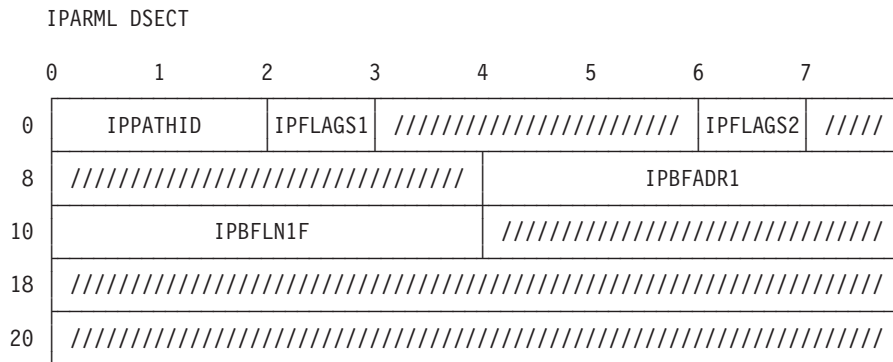 IPARML DSECT
0 1 2 3 4 5 6 7
0 IPPATHID IPFLAGS1 //////////////////////// IPFLAGS2 /////
8 ///////////////////////////////// IPBFADR1
10 IPBFLN1F ////////////////////////////////
18 ////////////////////////////////////////////////////////////////////
20 ////////////////////////////////////////////////////////////////////